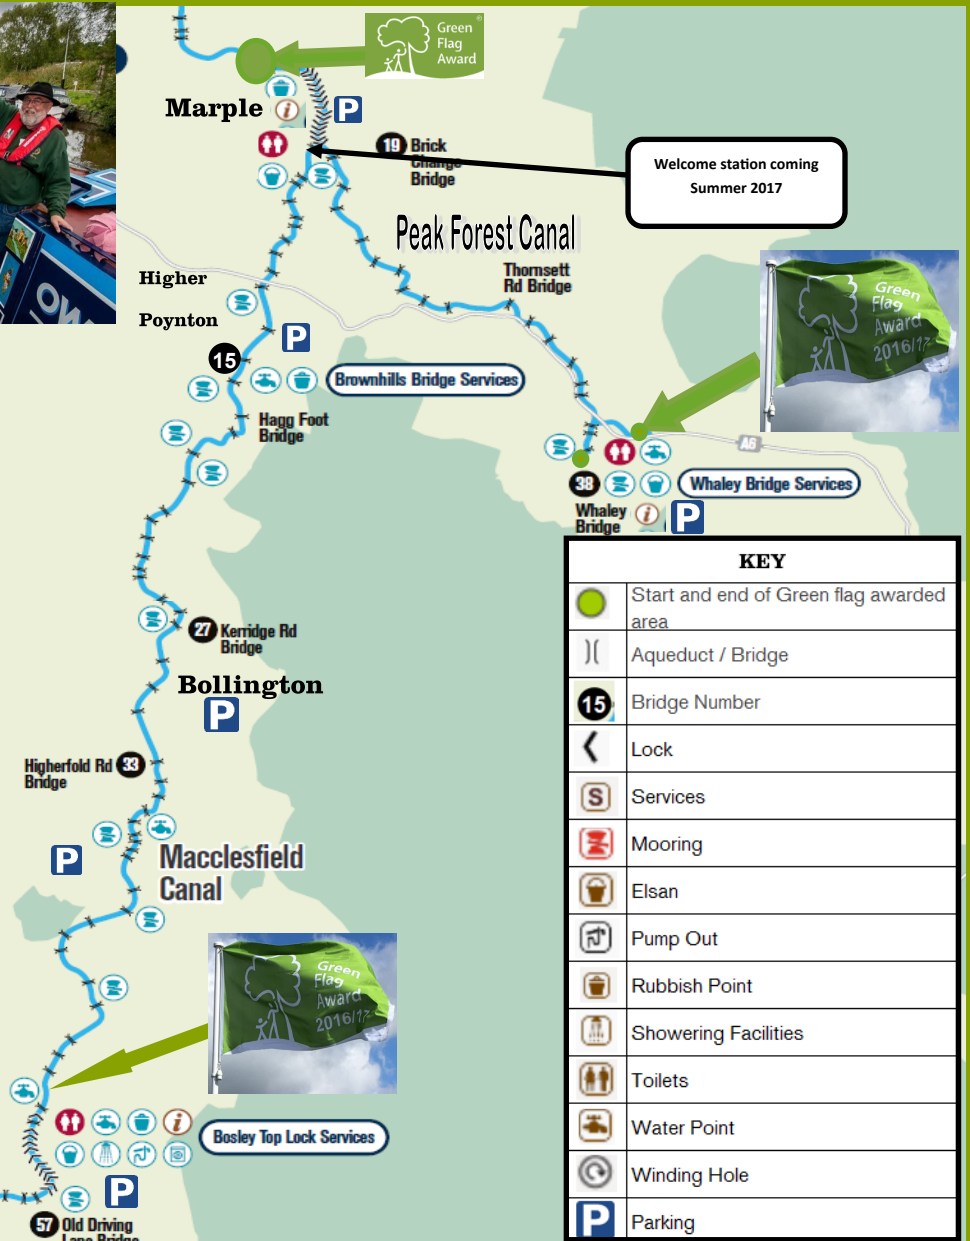 Green
Flag
Award
Marple
i
P
19 Brick
Change
Bridge
Welcome station coming
Summer 2017
Peak Forest Canal
Higher
Poynton
Thornsett
Rd Bridge
Green
Flag
Award
2016/17
P
15
Brownhills Bridge Services
Hagg Foot
Bridge
A6
38
Whaley Bridge Services
Whaley
Bridge
i
P
27 Kerridge Rd
Bridge
Bollington
P
Higherfold Rd
Bridge
33
P
Macclesfield
Canal
Green
Flag
Award
2016/17
i
Bosley Top Lock Services
P
57 Old Driving
Lane Bridge
KEY
Start and end of Green flag awarded
area
Aqueduct / Bridge
15 Bridge Number
Lock
S Services
Mooring
Elsan
Pump Out
Rubbish Point
Showering Facilities
Toilets
Water Point
Winding Hole
P Parking